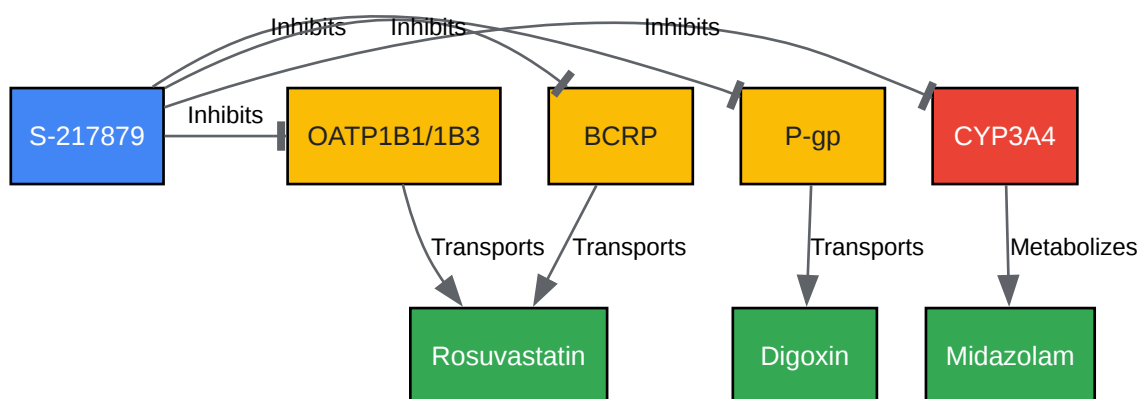 Inhibits
Inhibits
Inhibits
Inhibits
S-217879
OATP1B1/1B3
BCRP
P-gp
CYP3A4
Transports
Transports
Transports
Metabolizes
Rosuvastatin
Digoxin
Midazolam